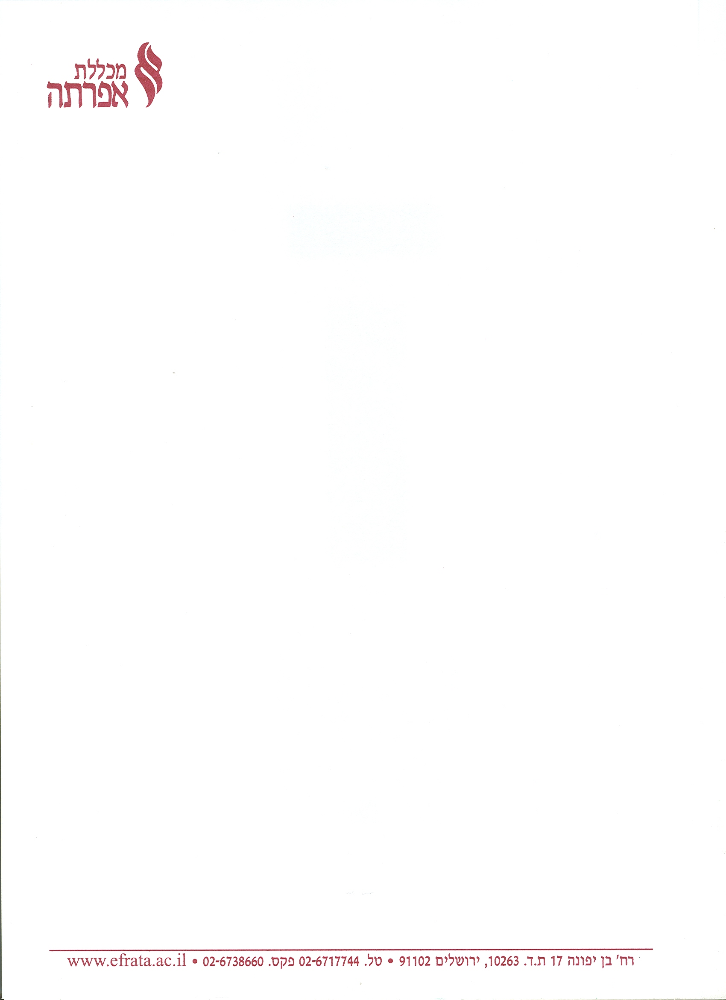 מכללת
אפרתה
רח' בן יפונה 17 ת.ד. 10263, ירושלים 91102 • טל. 02-6717744 פקס. 02-6738660 • www.efrata.ac.il